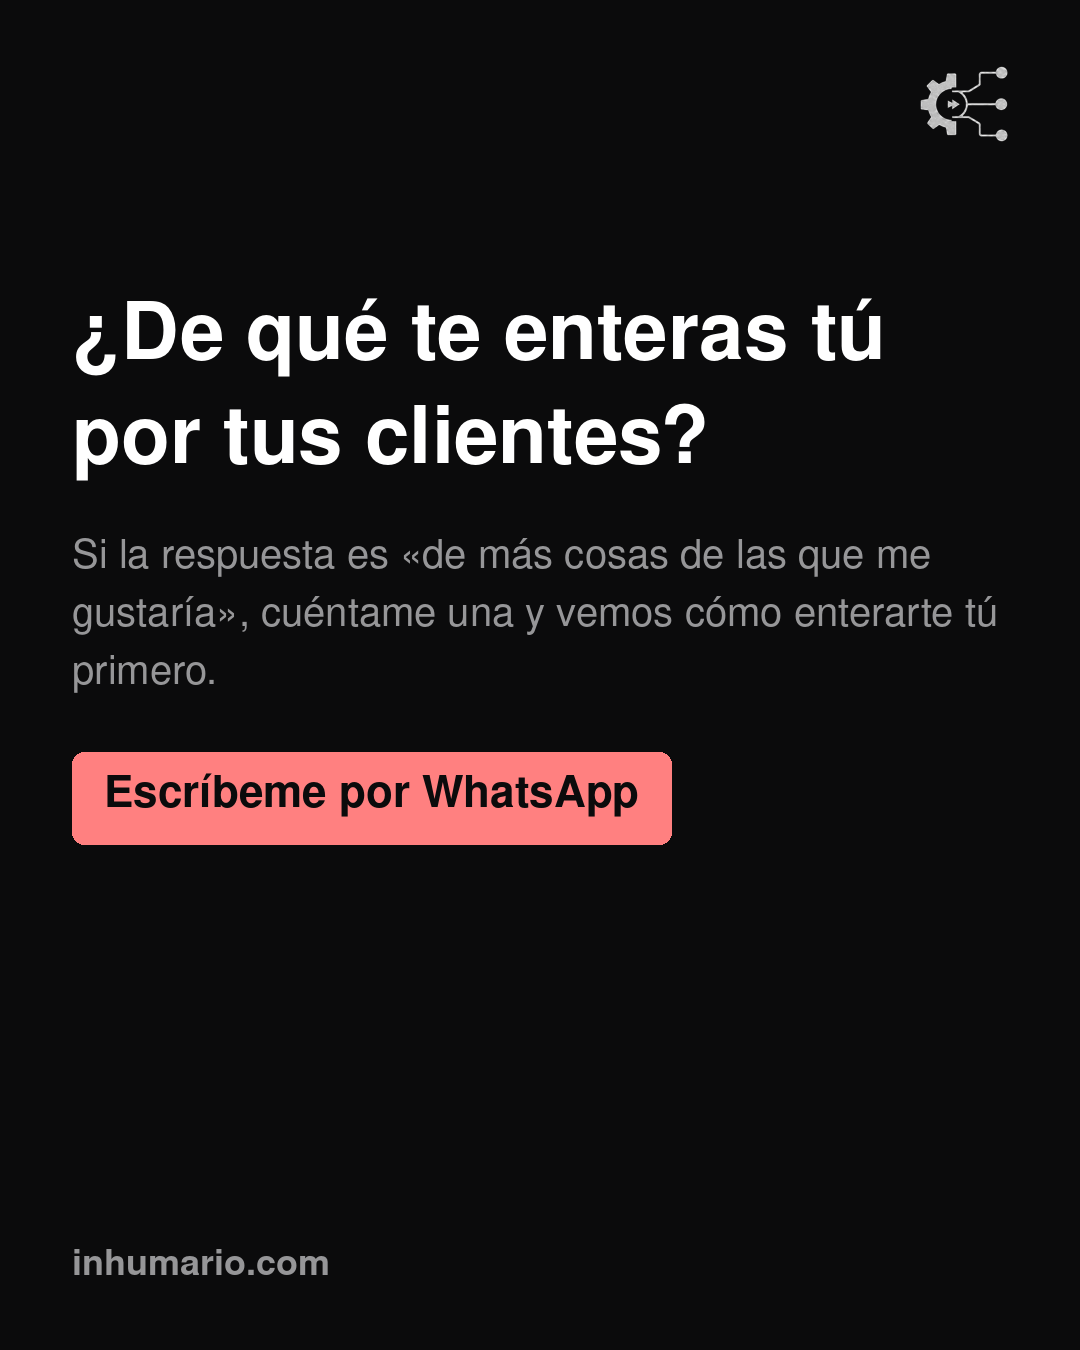 ¿De qué te enteras tú
por tus clientes?
Si la respuesta es «de más cosas de las que me
gustaría», cuéntame una y vemos cómo enterarte tú
primero.
Escríbeme por WhatsApp
inhumario.com